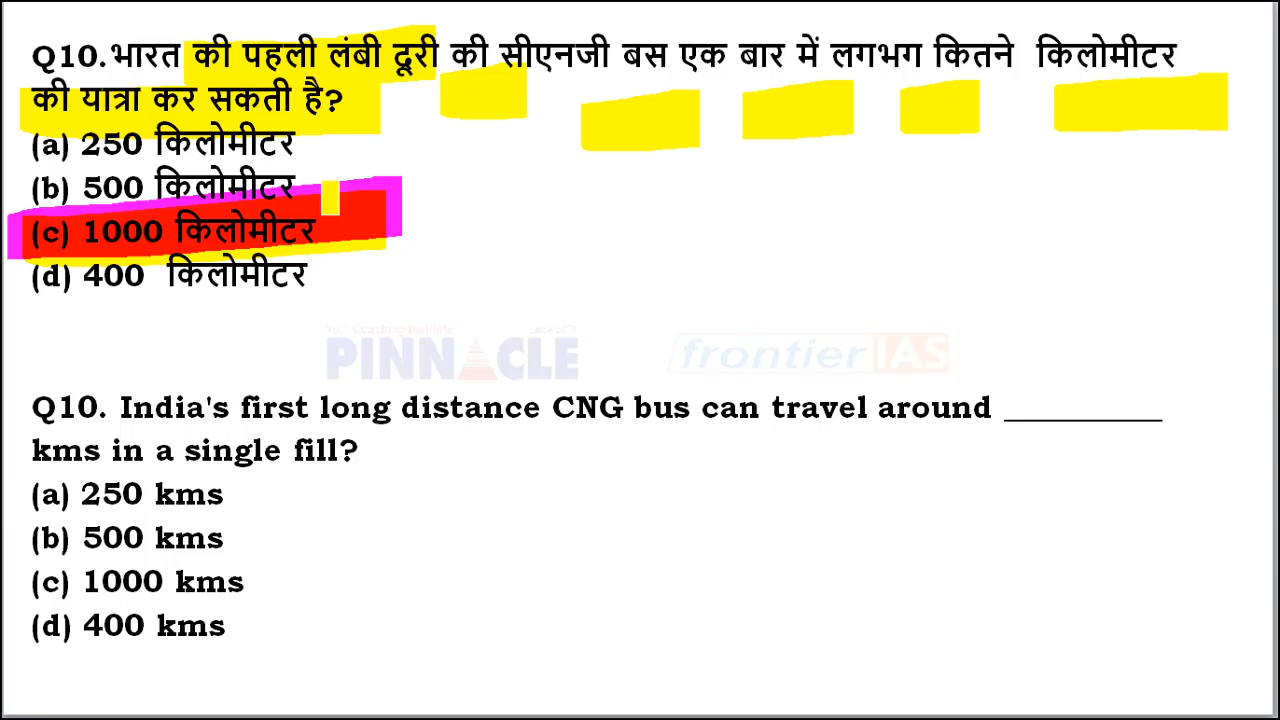 Q10.भारत की पहली लंबी दूरी की सीएनजी बस एक बार में लगभग कितने किलोमीटर
की यात्रा कर सकती है?
(a) 250 किलोमीटर
(b) 500 किलोमीटर
(c) 1000 किलोमीटर
(d) 400 किलोमीटर
PINNACLE frontier IAS
Q10. India's first long distance CNG bus can travel around __________
kms in a single fill?
(a) 250 kms
(b) 500 kms
(c) 1000 kms
(d) 400 kms